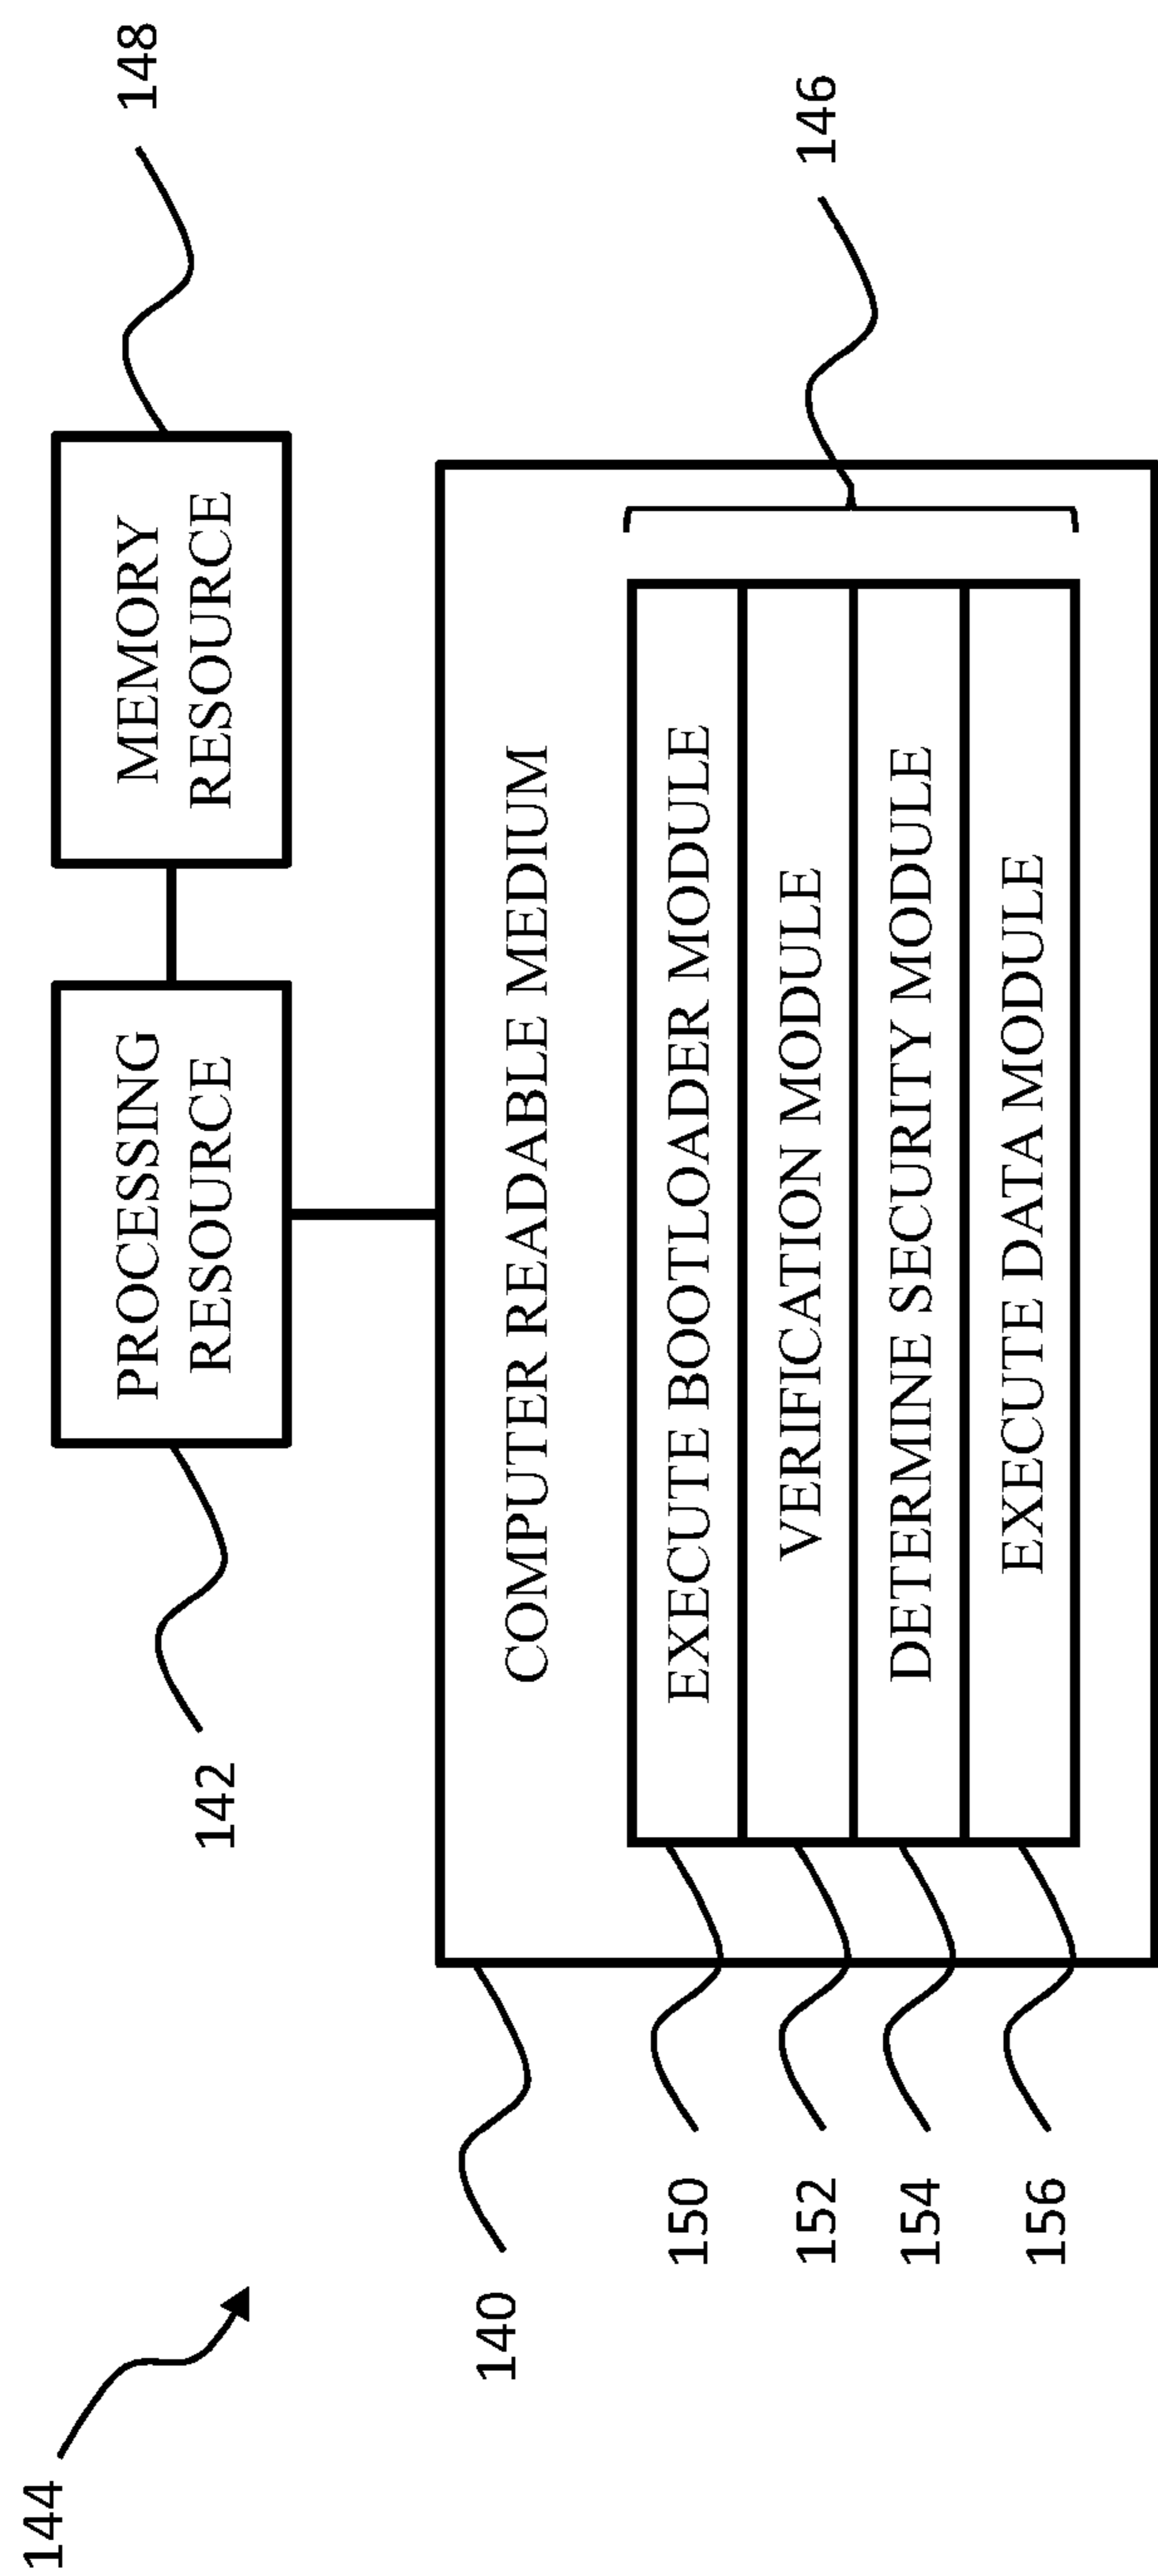 144
142
PROCESSING
RESOURCE
MEMORY
RESOURCE
148
140
COMPUTER READABLE MEDIUM
150
EXECUTE BOOTLOADER MODULE
152
VERIFICATION MODULE
146
154
DETERMINE SECURITY MODULE
156
EXECUTE DATA MODULE